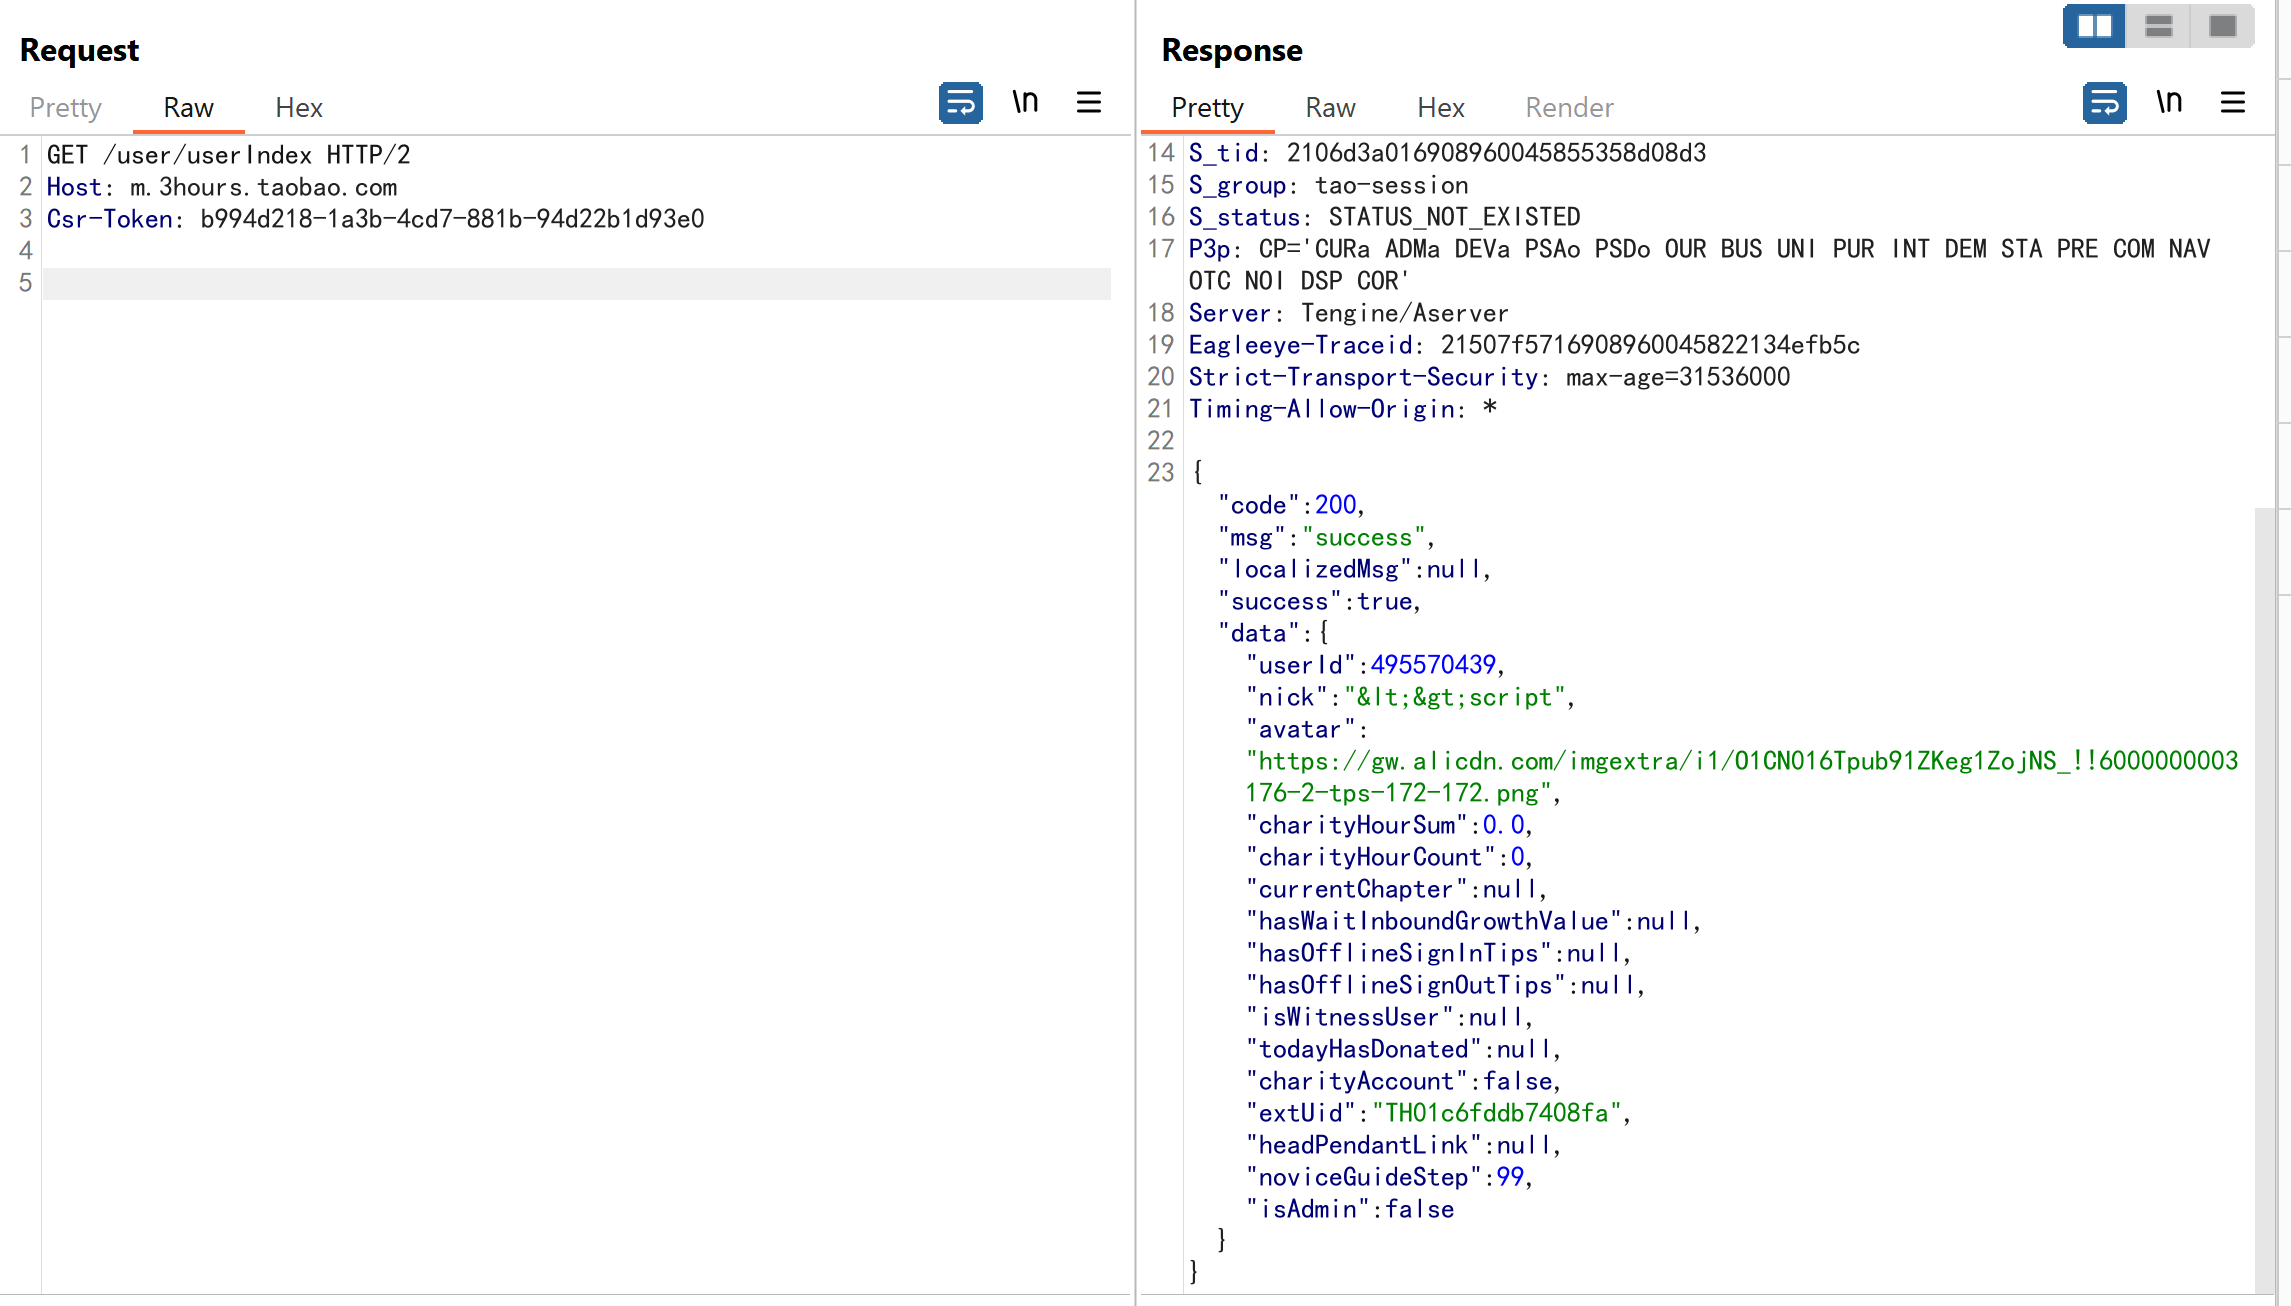 Request
Pretty Raw Hex
\n
1 GET /user/userIndex HTTP/2
2 Host: m.3hours.taobao.com
3 Csr-Token: b994d218-1a3b-4cd7-881b-94d22b1d93e0
4
5
Response
Pretty Raw Hex Render
\n
14 S_tid: 2106d3a016908960045855358d08d3
15 S_group: tao-session
16 S_status: STATUS_NOT_EXISTED
17 P3p: CP='CURa ADMa DEVa PSAo PSDo OUR BUS UNI PUR INT DEM STA PRE COM NAV
OTC NOI DSP COR'
18 Server: Tengine/Aserver
19 Eagleeye-Traceid: 21507f5716908960045822134efb5c
20 Strict-Transport-Security: max-age=31536000
21 Timing-Allow-Origin: *
22
23 {
"code":200,
"msg":"success",
"localizedMsg":null,
"success":true,
"data":{
"userId":495570439,
"nick":"&lt;&gt;script",
"avatar":
"https://gw.alicdn.com/imgextra/i1/O1CN016Tpub91ZKeg1ZojNS_!!6000000003
176-2-tps-172-172.png",
"charityHourSum":0.0,
"charityHourCount":0,
"currentChapter":null,
"hasWaitInboundGrowthValue":null,
"hasOfflineSignInTips":null,
"hasOfflineSignOutTips":null,
"isWitnessUser":null,
"todayHasDonated":null,
"charityAccount":false,
"extUid":"TH01c6fddb7408fa",
"headPendantLink":null,
"noviceGuideStep":99,
"isAdmin":false
}
}